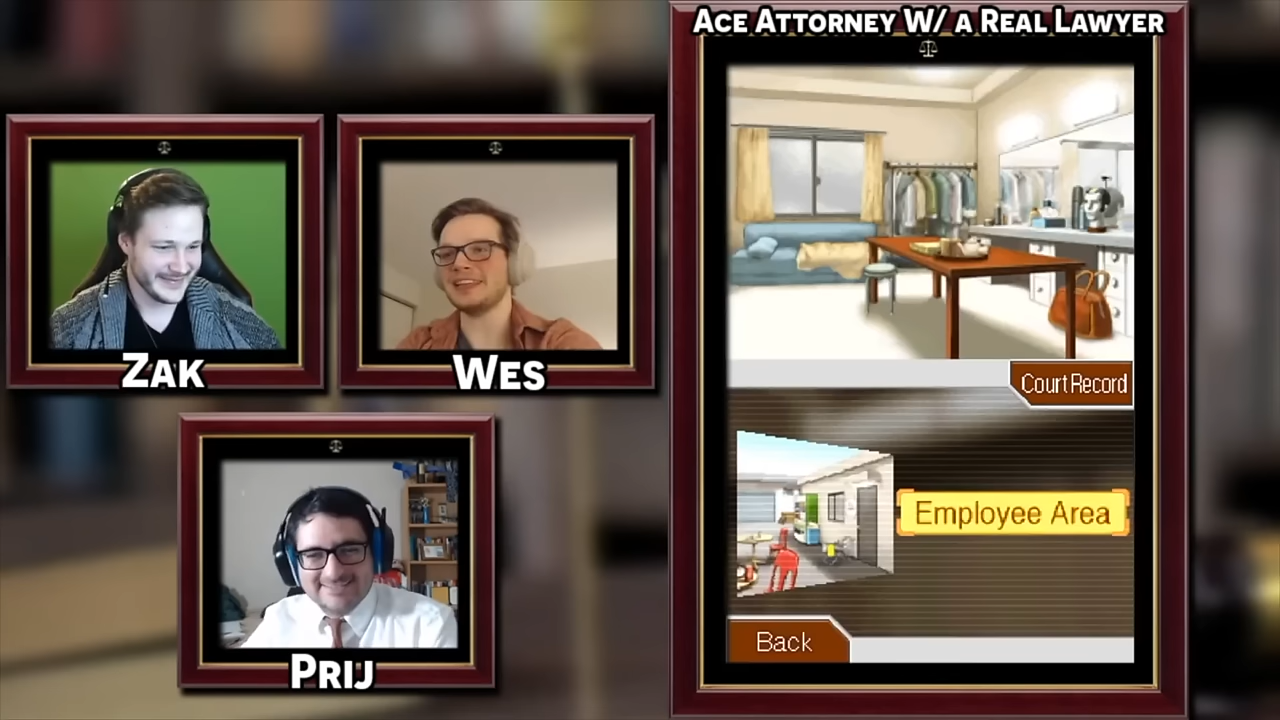 Ace Attorney W/ a Real Lawyer
Zak
Wes
Prij
Court Record
Employee Area
Back